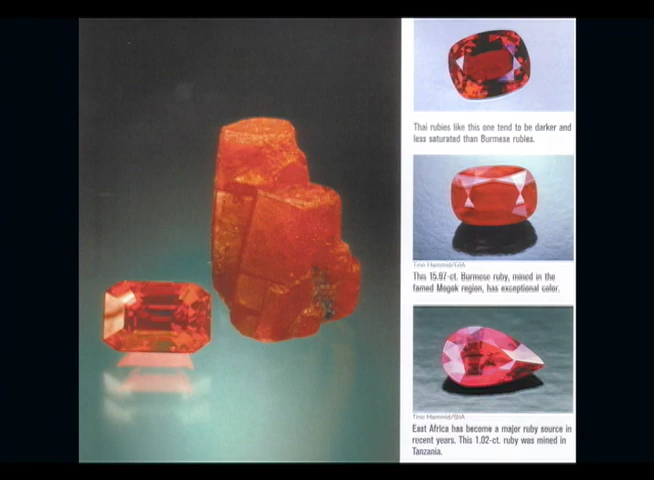 Thai rubies like this one tend to be darker and
less saturated than Burmese rubies.
Tino Hammid/GIA
This 15.97-ct. Burmese ruby, mined in the
famed Mogok region, has exceptional color.
Tino Hammid/GIA
East Africa has become a major ruby source in
recent years. This 1.02-ct. ruby was mined in
Tanzania.